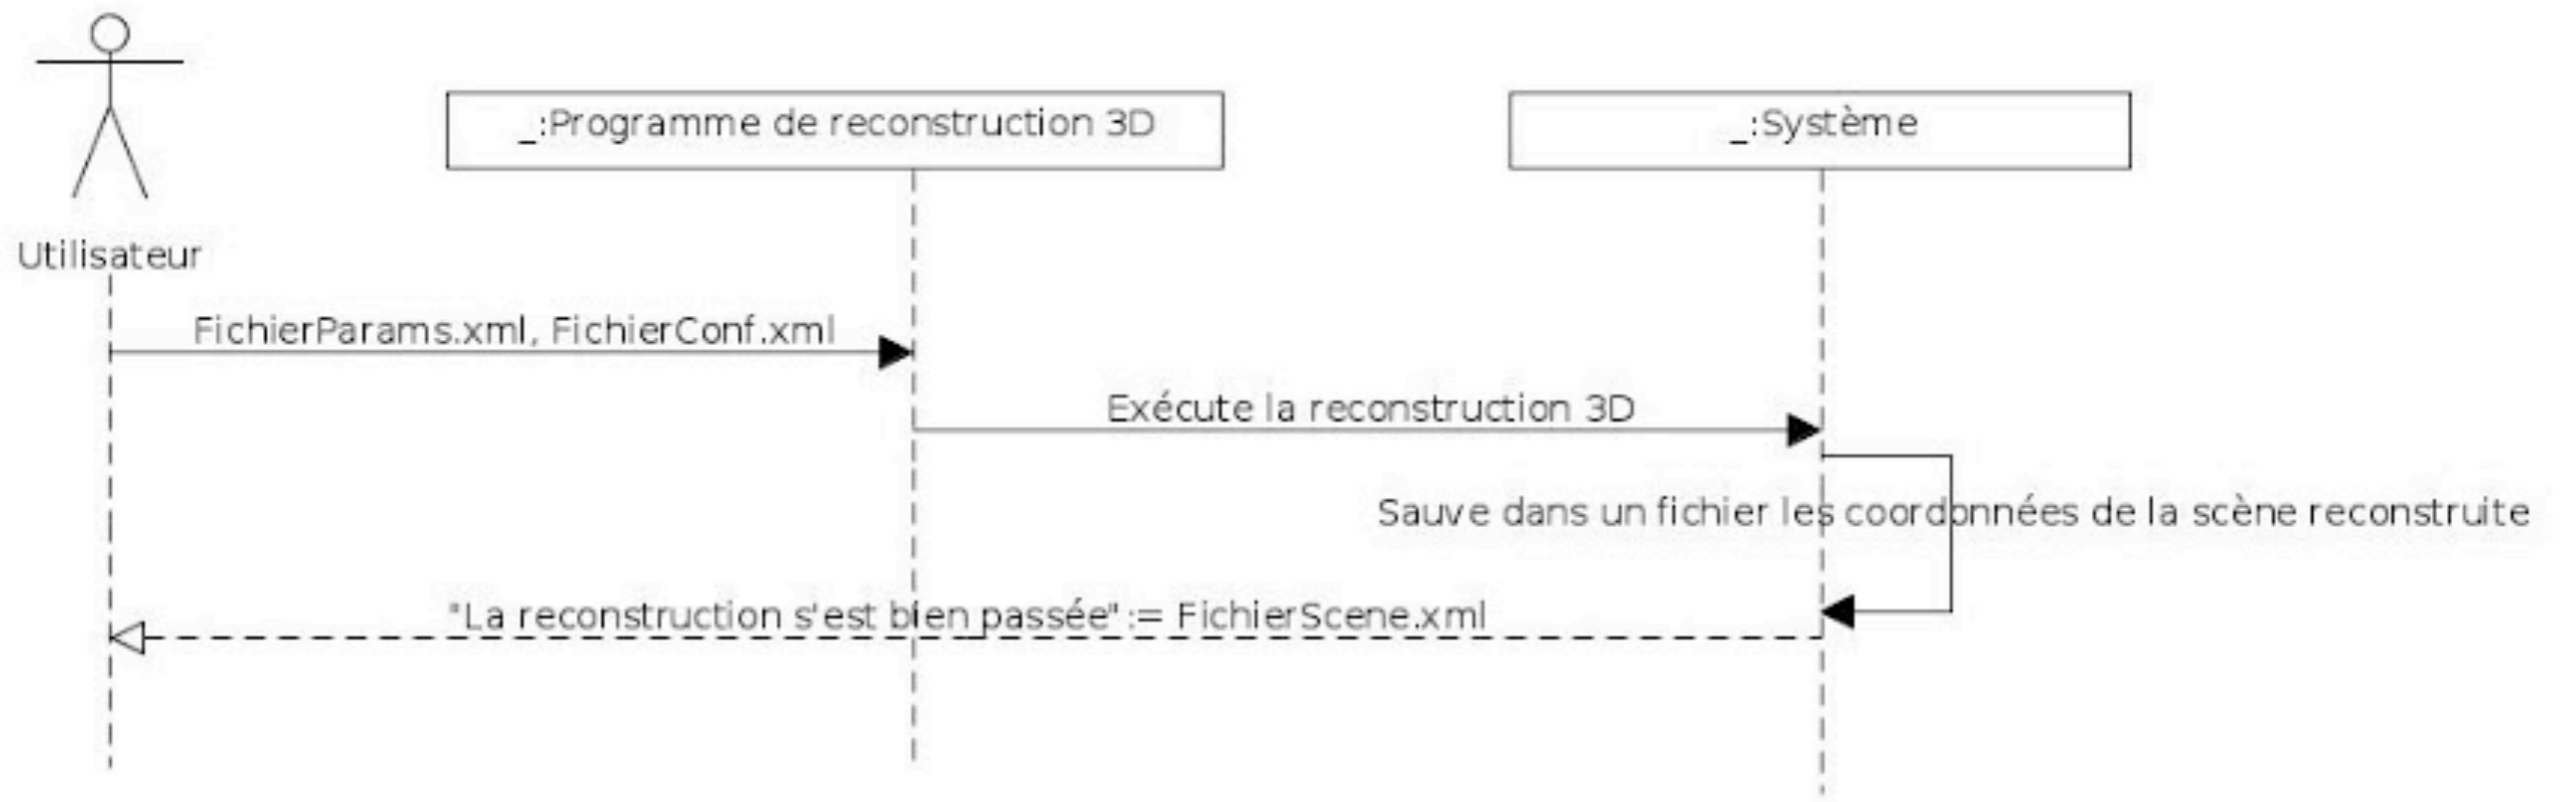 _:Programme de reconstruction 3D
_:Système
Utilisateur
FichierParams.xml, FichierConf.xml
Exécute la reconstruction 3D
Sauve dans un fichier les coordonnées de la scène reconstruite
"La reconstruction s'est bien passée" := FichierScene.xml